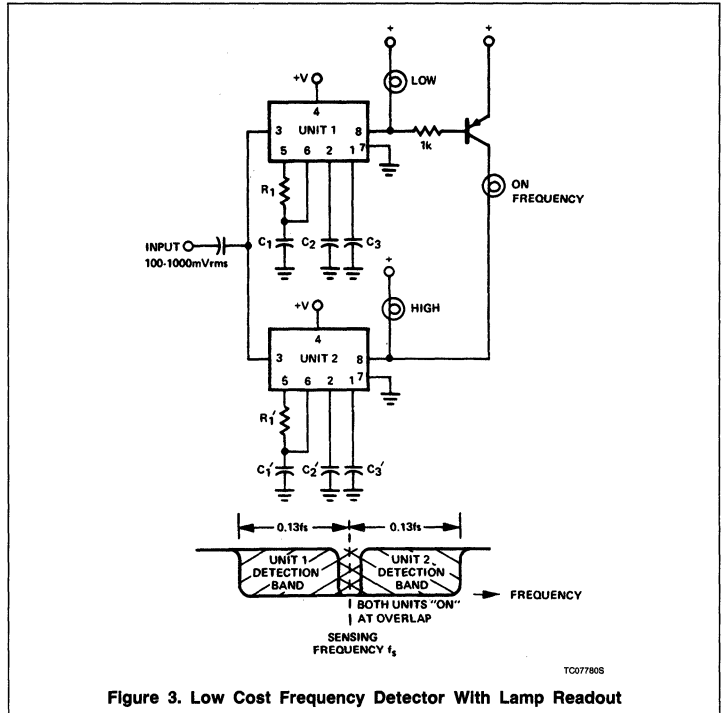 +
+
LOW
+V
4
3 UNIT 1 8
7
5 6 2 1
1k
R1
ON
FREQUENCY
INPUT
100-1000mVrms
C1 C2 C3
+
+V
HIGH
4
3 UNIT 2 8
7
5 6 2 1
R1′
C1′ C2′ C3′
0.13fs 0.13fs
UNIT 1
DETECTION
BAND
UNIT 2
DETECTION
BAND
FREQUENCY
BOTH UNITS "ON"
AT OVERLAP
SENSING
FREQUENCY fs
TC07780S
Figure 3. Low Cost Frequency Detector With Lamp Readout